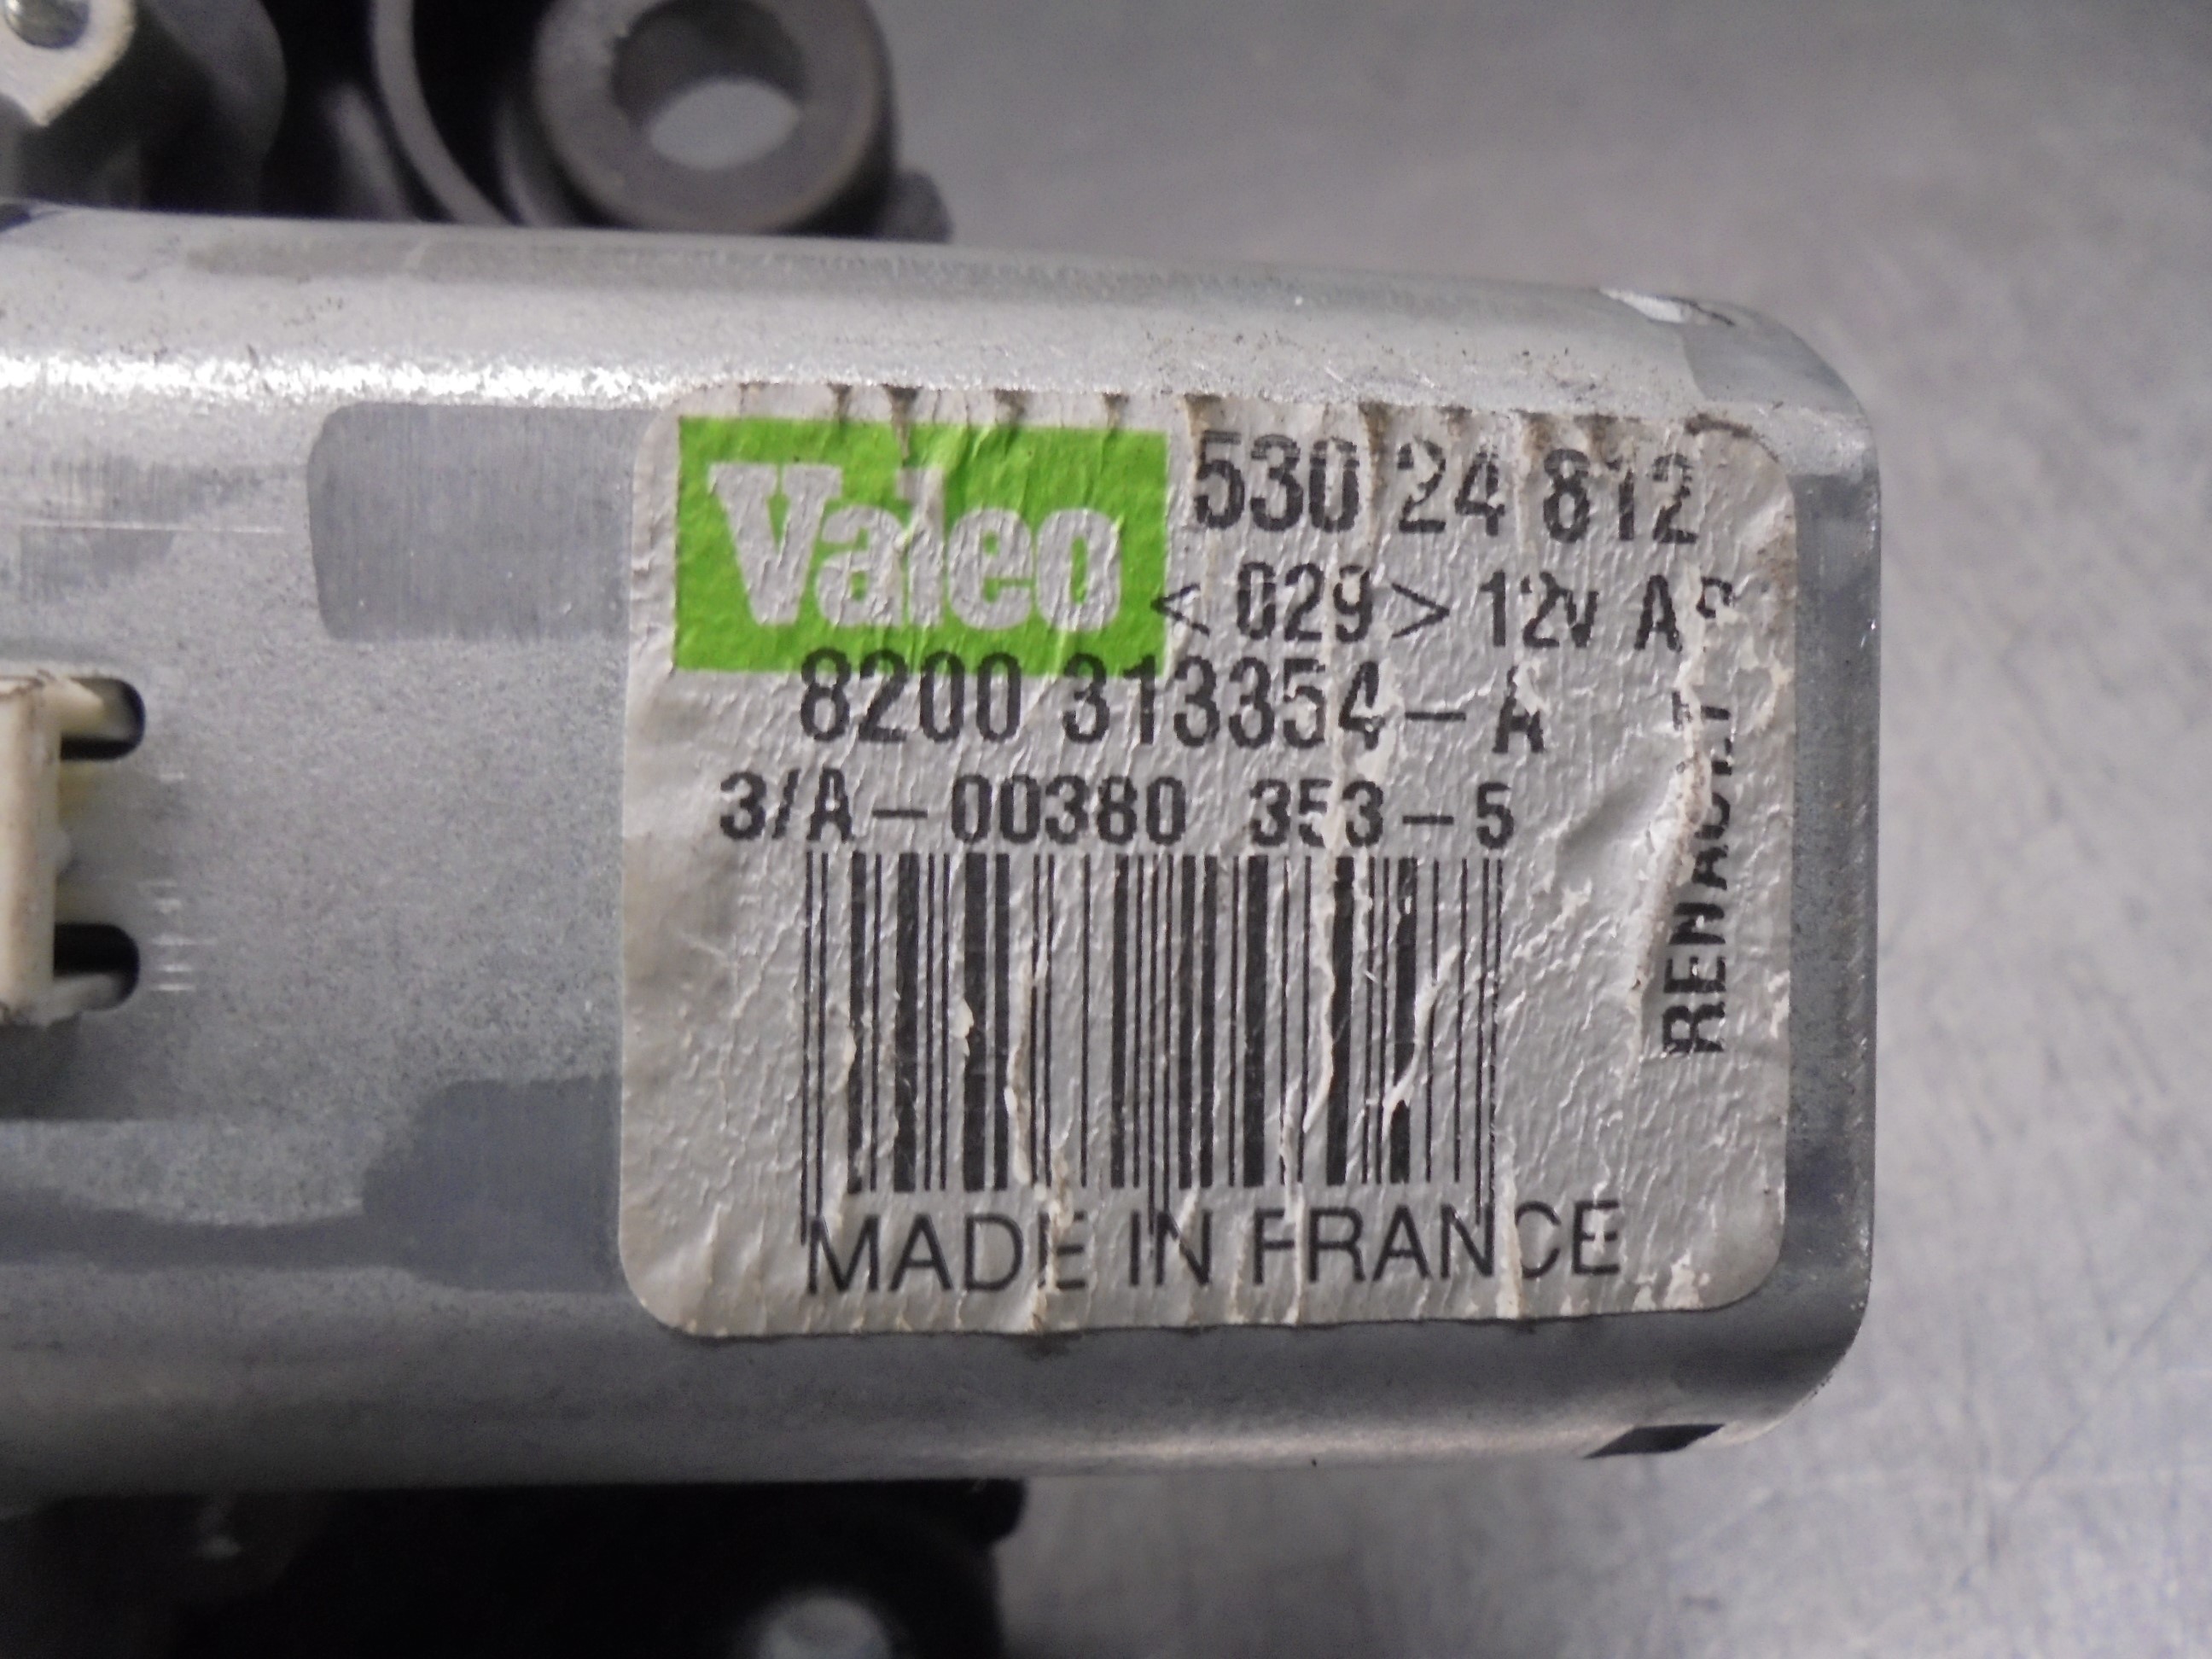 Valeo
530 24 812
< 029 > 12V
8200 313354-A
3/A-00380 353-5
MADE IN FRANCE
RENAULT